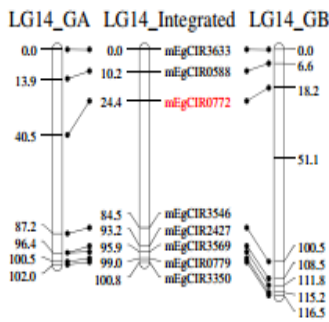 LG14_GA LG14_Integrated LG14_GB
0.0 0.0 mEgCIR3633 0.0
13.9 10.2 mEgCIR0588 6.6
24.4 mEgCIR0772 18.2
40.5
51.1
87.2 84.5 mEgCIR3546
96.4 93.2 mEgCIR2427 100.5
100.5 95.9 mEgCIR3569 108.5
102.0 99.0 mEgCIR0779 111.8
100.8 mEgCIR3350 115.2
116.5